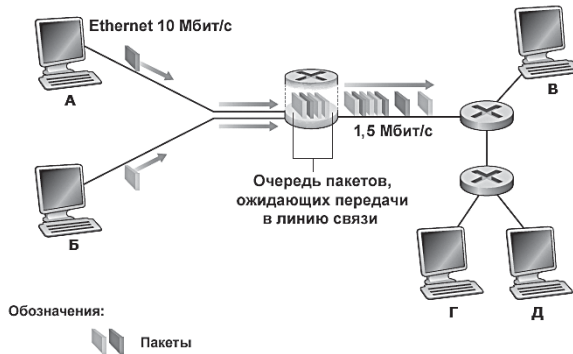 Ethernet 10 Мбит/с
А
В
1,5 Мбит/с
Очередь пакетов,
ожидающих передачи
в линию связи
Б
Г
Д
Обозначения:
Пакеты